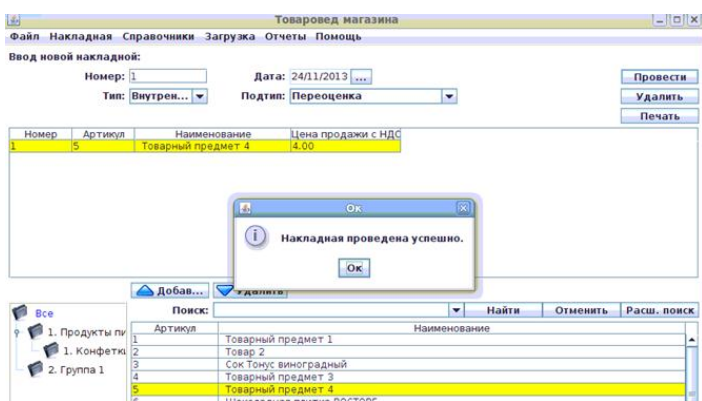 Товаровед магазина
Файл Накладная Справочники Загрузка Отчеты Помощь
Ввод новой накладной:
Номер: 1 Дата: 24/11/2013 ... Провести
Тип: Внутрен... Подтип: Переоценка Удалить
Печать
Номер Артикул Наименование Цена продажи с НДС
1 5 Товарный предмет 4 4.00
Ок
Накладная проведена успешно.
Ок
Добав... Удалить
Поиск: Найти Отменить Расш. поиск
Все
1. Продукты пи
1. Конфетки
2. Группа 1
Артикул Наименование
1 Товарный предмет 1
2 Товар 2
3 Сок Тонус виноградный
4 Товарный предмет 3
5 Товарный предмет 4